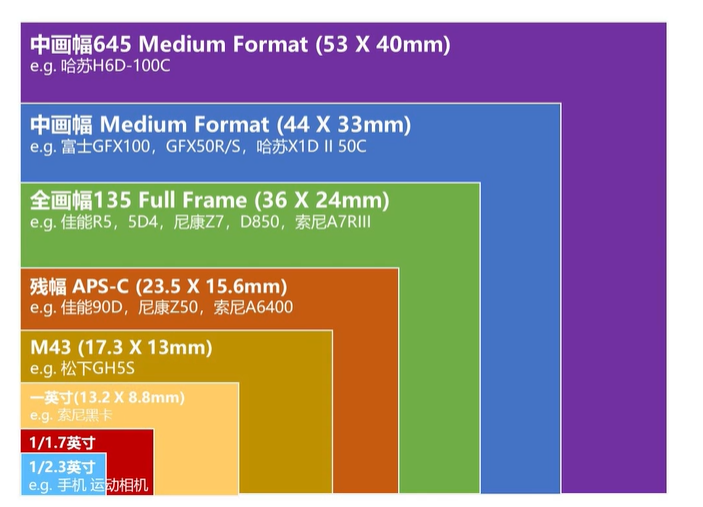 中画幅645 Medium Format (53 X 40mm)
e.g. 哈苏H6D-100C
中画幅 Medium Format (44 X 33mm)
e.g. 富士GFX100，GFX50R/S，哈苏X1D II 50C
全画幅135 Full Frame (36 X 24mm)
e.g. 佳能R5，5D4，尼康Z7，D850，索尼A7RIII
残幅 APS-C (23.5 X 15.6mm)
e.g. 佳能90D，尼康Z50，索尼A6400
M43 (17.3 X 13mm)
e.g. 松下GH5S
一英寸(13.2 X 8.8mm)
e.g. 索尼黑卡
1/1.7英寸
1/2.3英寸
e.g. 手机 运动相机